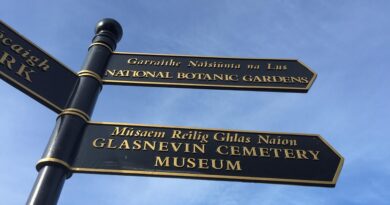 Garraithe Náisiúnta na Lus
NATIONAL BOTANIC GARDENS
Músaem Reilig Ghlas Naíon
GLASNEVIN CEMETERY
MUSEUM